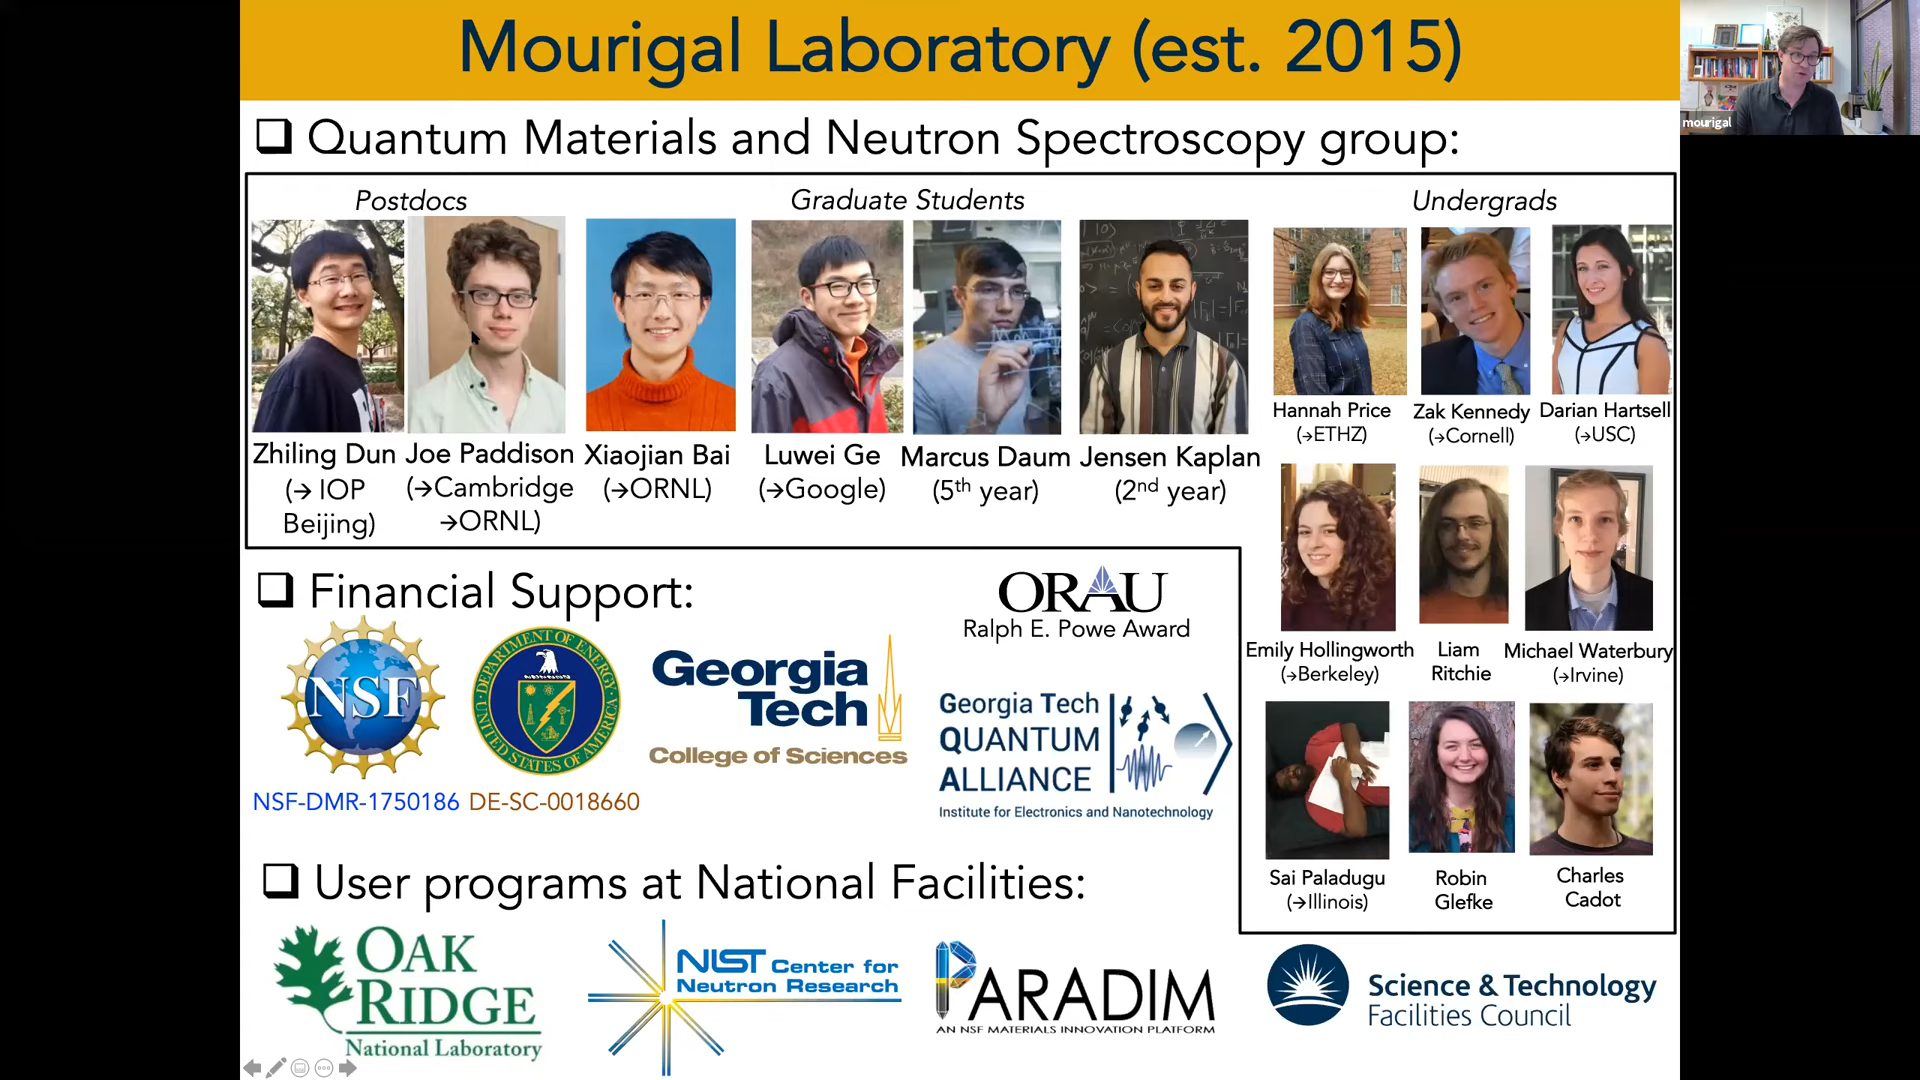 Mourigal Laboratory (est. 2015)
mourigal
❑ Quantum Materials and Neutron Spectroscopy group:
Postdocs
Graduate Students
Undergrads
Zhiling Dun
(→ IOP
Beijing)
Joe Paddison
(→Cambridge
→ORNL)
Xiaojian Bai
(→ORNL)
Luwei Ge
(→Google)
Marcus Daum
(5th year)
Jensen Kaplan
(2nd year)
Hannah Price
(→ETHZ)
Zak Kennedy
(→Cornell)
Darian Hartsell
(→USC)
Emily Hollingworth
(→Berkeley)
Liam
Ritchie
Michael Waterbury
(→Irvine)
Sai Paladugu
(→Illinois)
Robin
Glefke
Charles
Cadot
❑ Financial Support:
NSF
NSF-DMR-1750186
DEPARTMENT OF ENERGY
UNITED STATES OF AMERICA
DE-SC-0018660
Georgia
Tech
College of Sciences
ORAU
Ralph E. Powe Award
Georgia Tech
QUANTUM
ALLIANCE
Institute for Electronics and Nanotechnology
❑ User programs at National Facilities:
OAK
RIDGE
National Laboratory
NIST Center for
Neutron Research
PARADIM
AN NSF MATERIALS INNOVATION PLATFORM
Science & Technology
Facilities Council